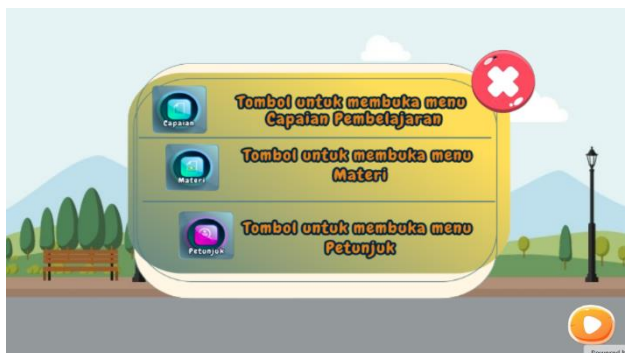 Tombol untuk membuka menu
Capaian Pembelajaran
Capaian
Tombol untuk membuka menu
Materi
Materi
Tombol untuk membuka menu
Petunjuk
Petunjuk